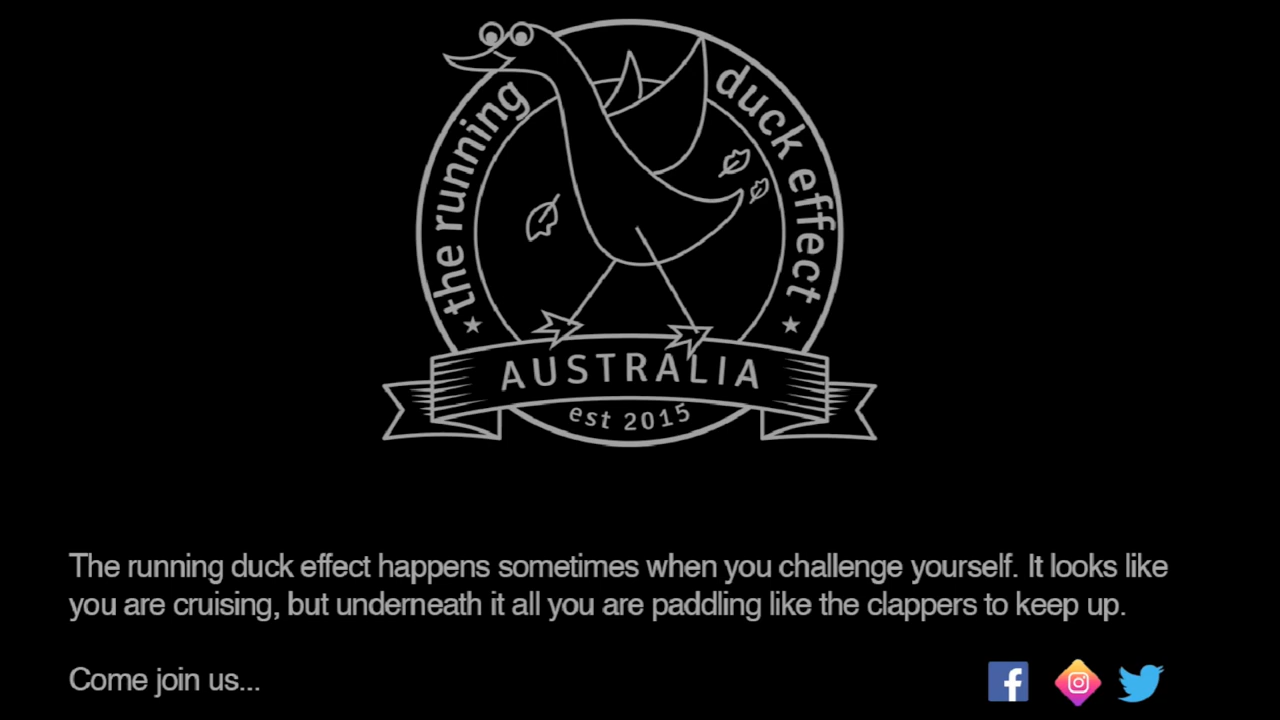 the running duck effect
AUSTRALIA
est 2015
The running duck effect happens sometimes when you challenge yourself. It looks like
you are cruising, but underneath it all you are paddling like the clappers to keep up.
Come join us...